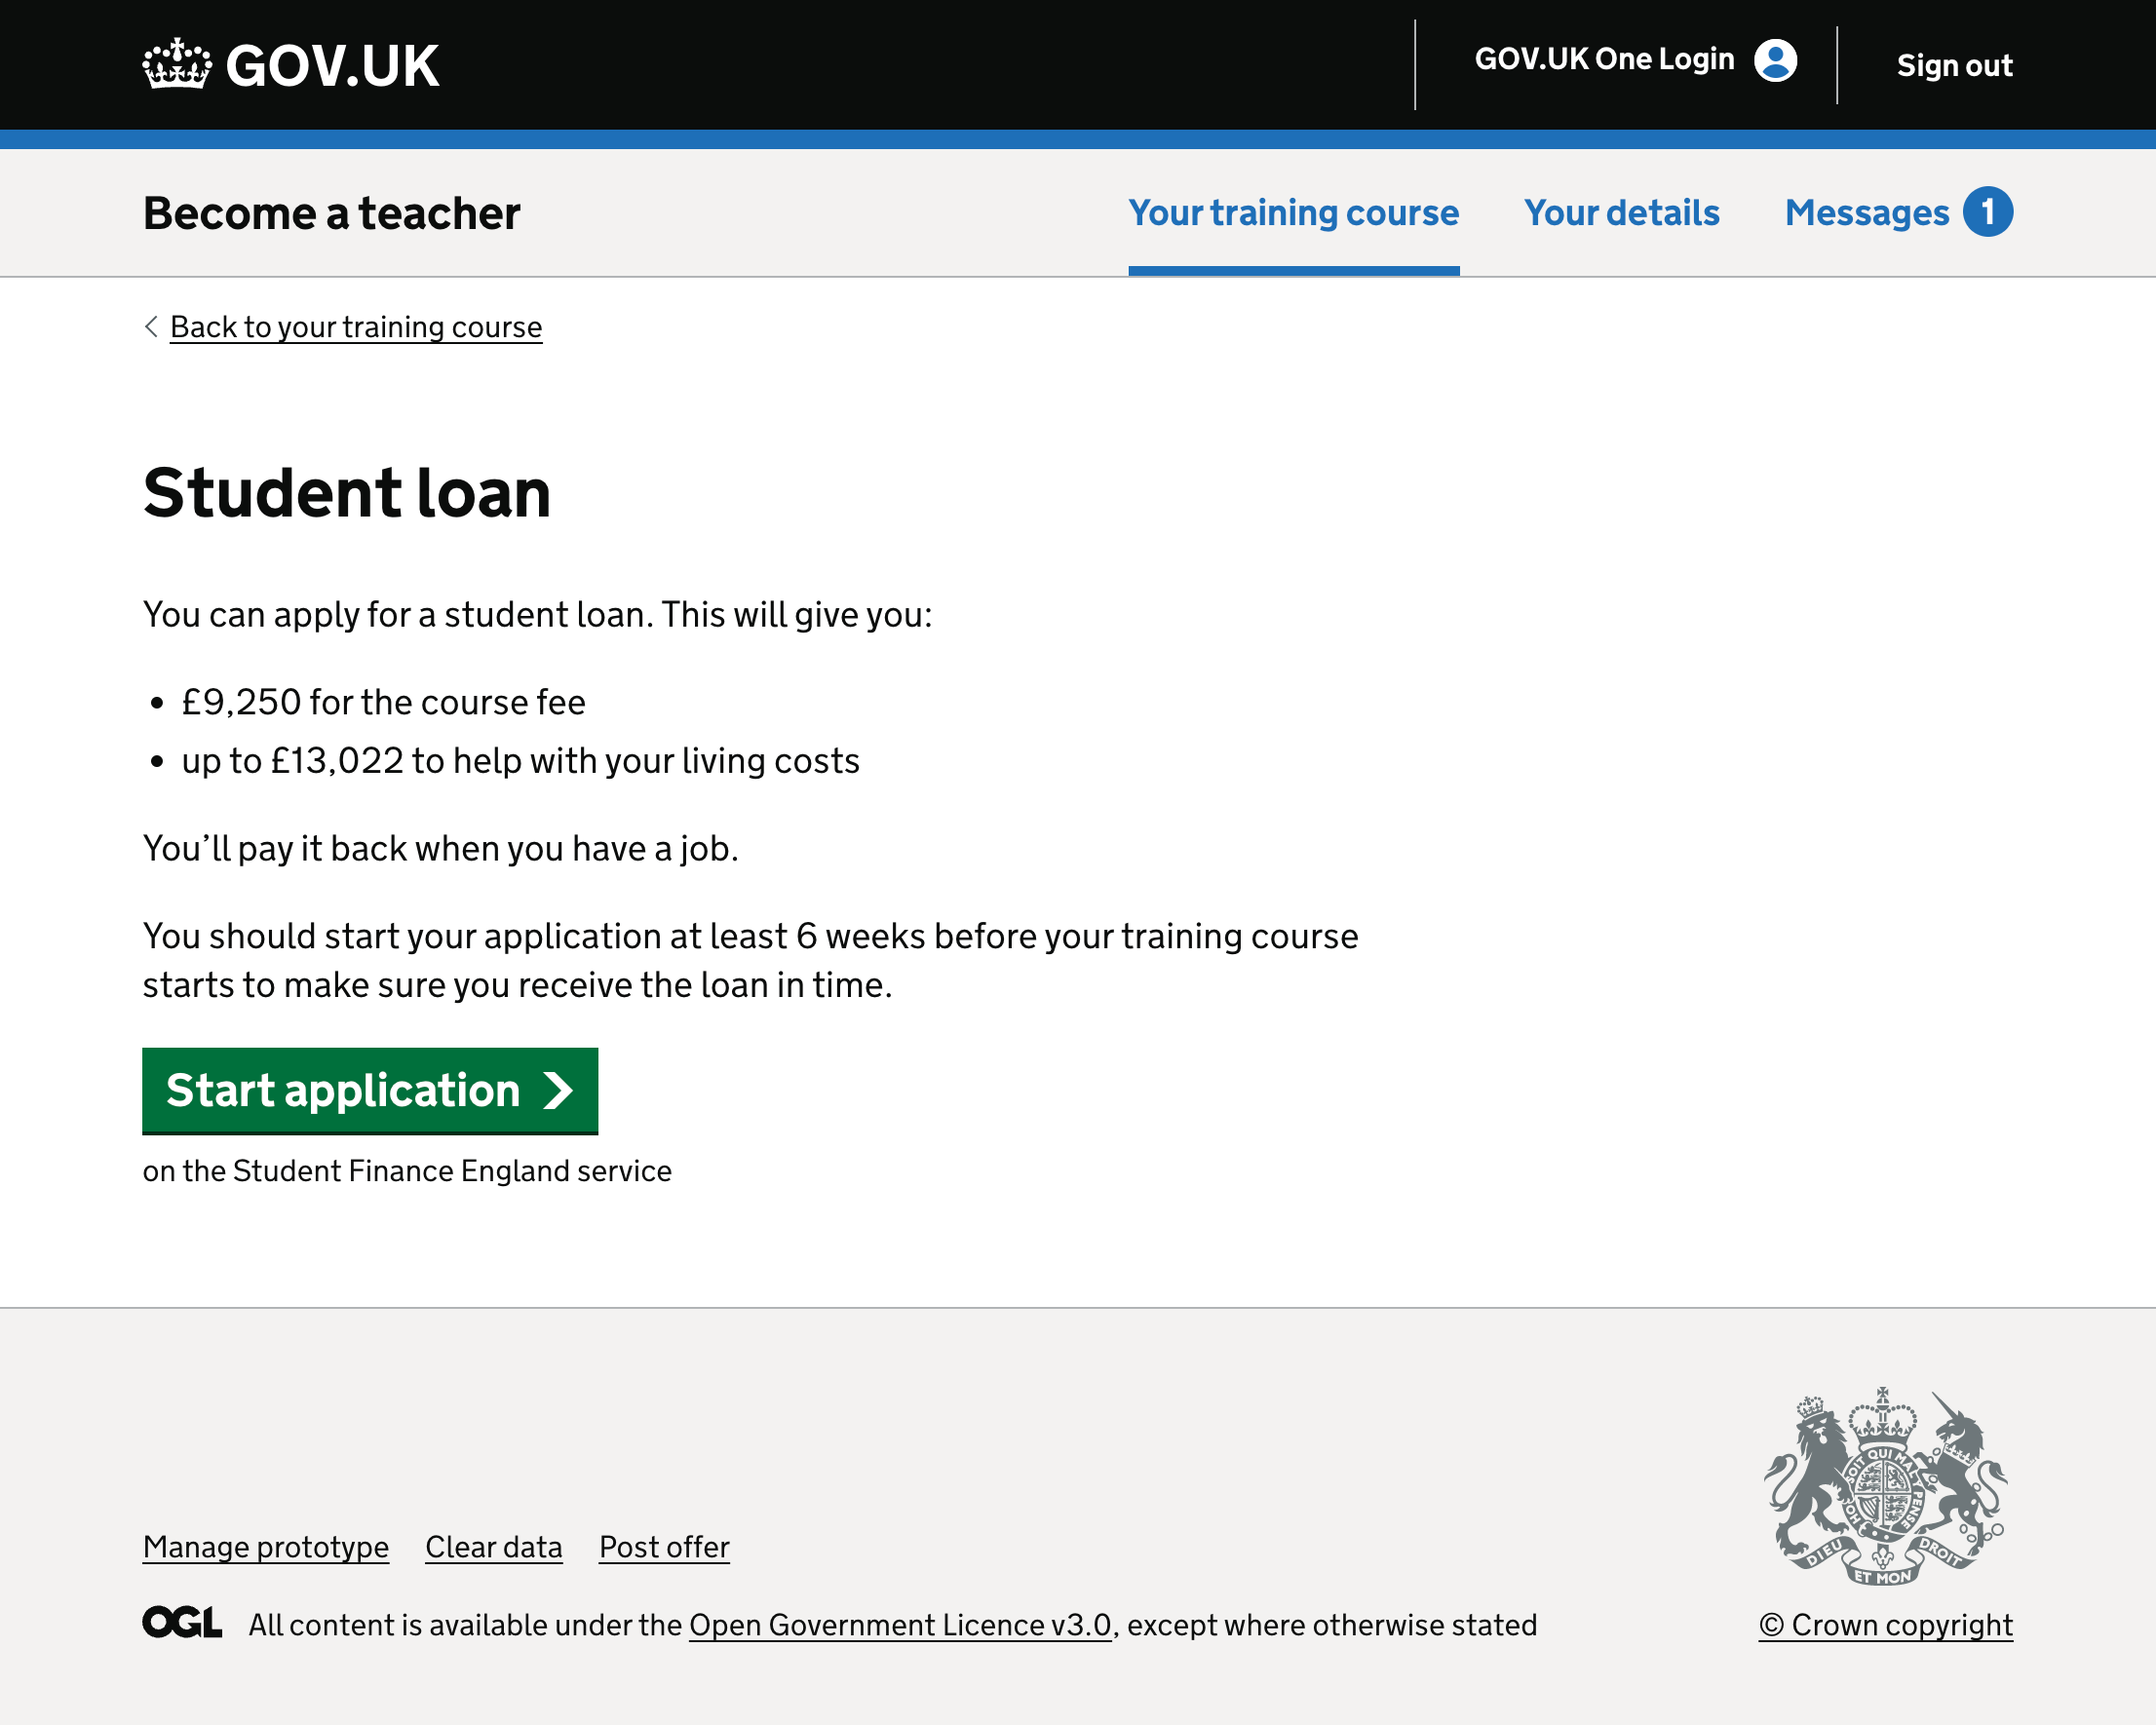 GOV.UK
GOV.UK One Login
Sign out
Become a teacher
Your training course
Your details
Messages 1
Back to your training course
Student loan
You can apply for a student loan. This will give you:
• £9,250 for the course fee
• up to £13,022 to help with your living costs
You’ll pay it back when you have a job.
You should start your application at least 6 weeks before your training course
starts to make sure you receive the loan in time.
Start application
on the Student Finance England service
Manage prototype
Clear data
Post offer
OGL All content is available under the Open Government Licence v3.0, except where otherwise stated
SOIT QUI MAL Y PENSE
HO
DIEU
ET MON
DROIT
© Crown copyright